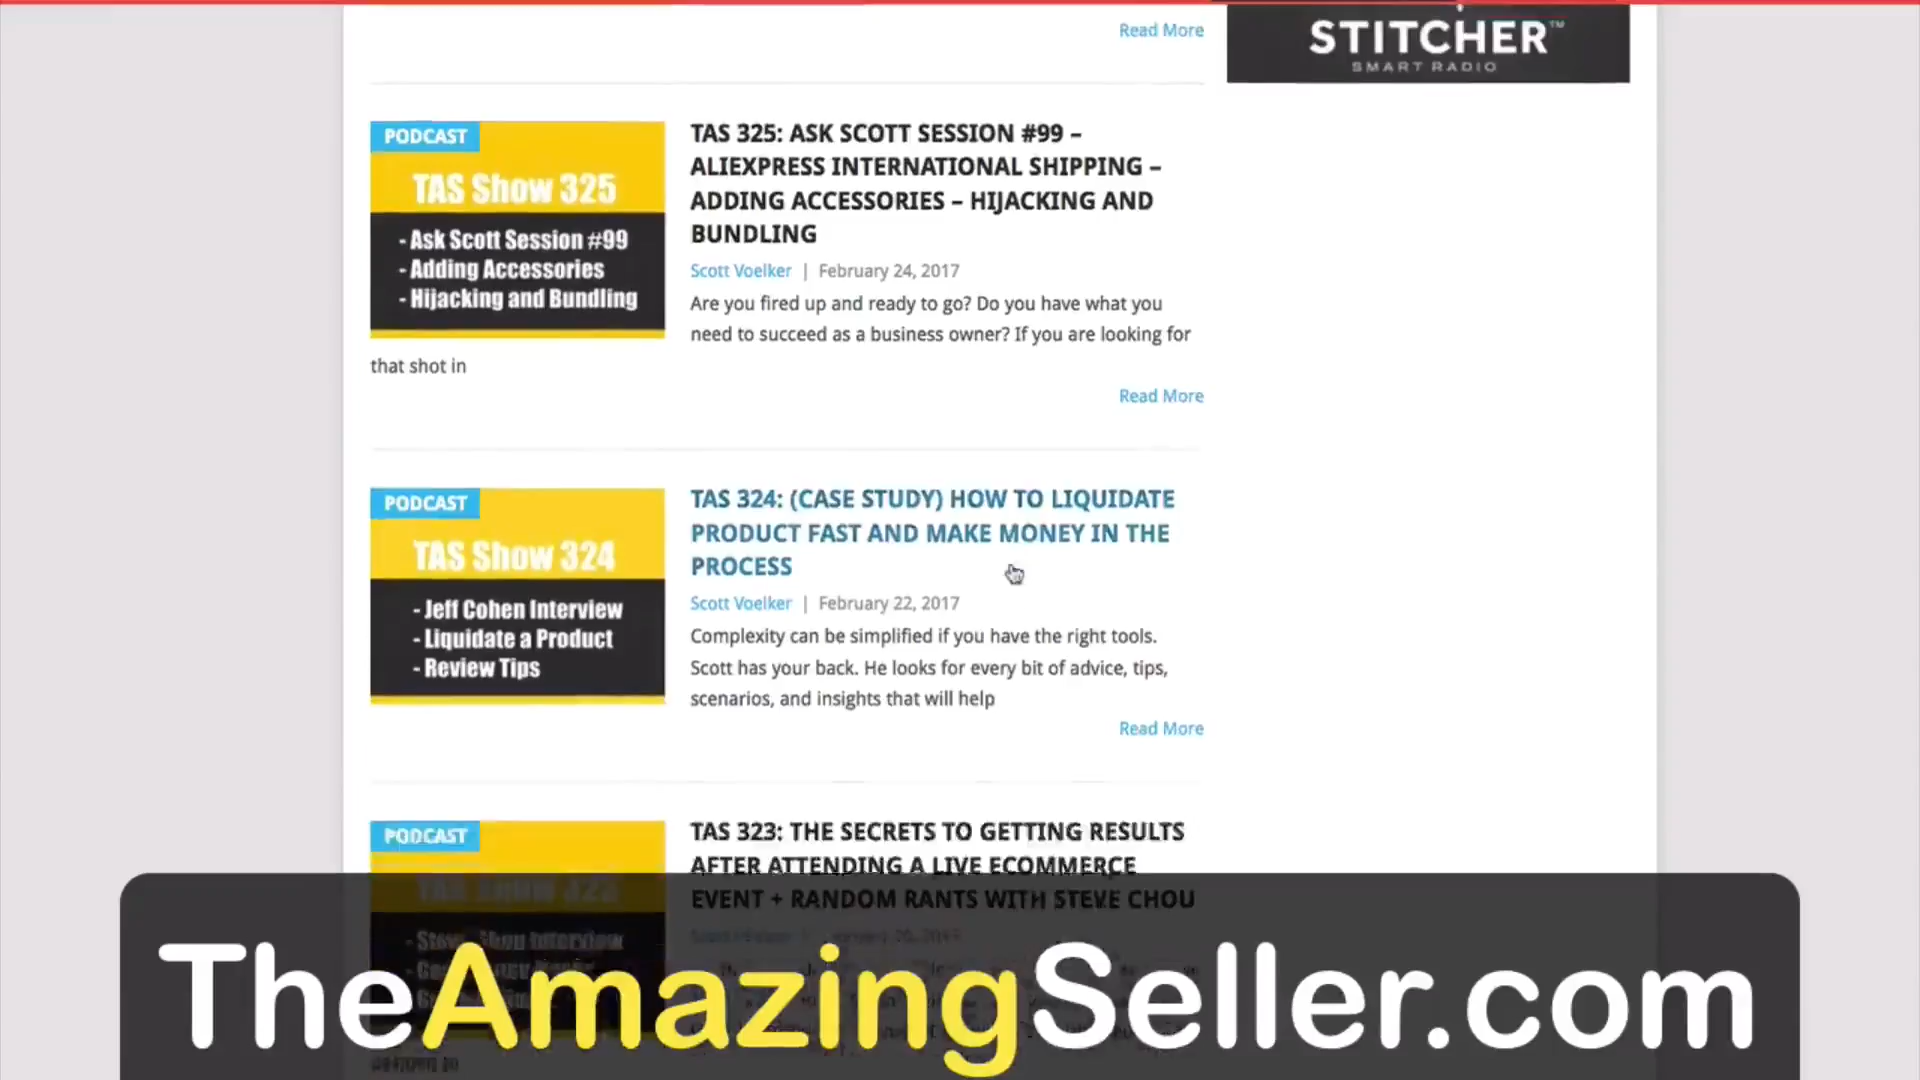 Read More
STITCHER™
SMART RADIO
PODCAST
TAS Show 325
- Ask Scott Session #99
- Adding Accessories
- Hijacking and Bundling
TAS 325: ASK SCOTT SESSION #99 –
ALIEXPRESS INTERNATIONAL SHIPPING –
ADDING ACCESSORIES – HIJACKING AND
BUNDLING
Scott Voelker | February 24, 2017
Are you fired up and ready to go? Do you have what you
need to succeed as a business owner? If you are looking for
that shot in
Read More
PODCAST
TAS Show 324
- Jeff Cohen Interview
- Liquidate a Product
- Review Tips
TAS 324: (CASE STUDY) HOW TO LIQUIDATE
PRODUCT FAST AND MAKE MONEY IN THE
PROCESS
Scott Voelker | February 22, 2017
Complexity can be simplified if you have the right tools.
Scott has your back. He looks for every bit of advice, tips,
scenarios, and insights that will help
Read More
PODCAST
TAS Show 323
TAS 323: THE SECRETS TO GETTING RESULTS
AFTER ATTENDING A LIVE ECOMMERCE
EVENT + RANDOM RANTS WITH STEVE CHOU
TheAmazingSeller.com